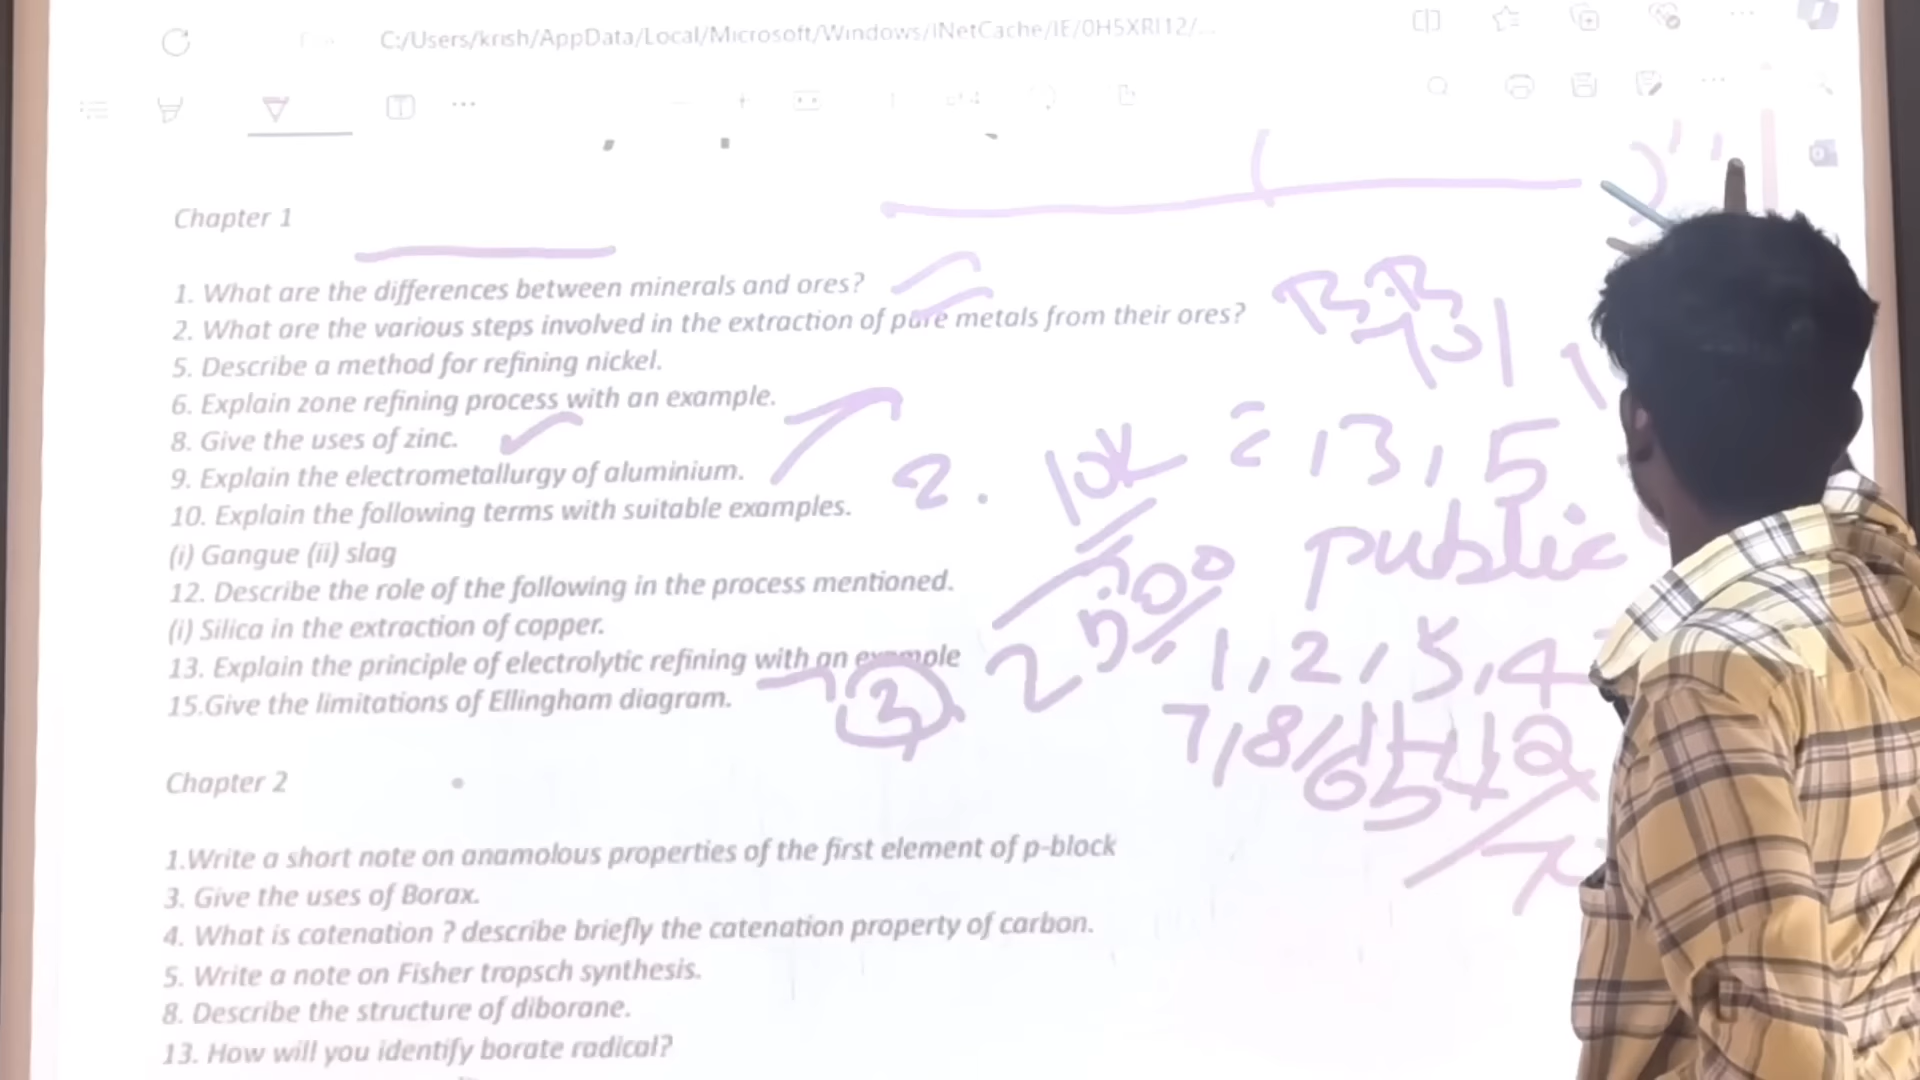 C:/Users/krish/AppData/Local/Microsoft/Windows/INetCache/IE/0H5XRI12/...
Chapter 1
1. What are the differences between minerals and ores?
2. What are the various steps involved in the extraction of pure metals from their ores?
5. Describe a method for refining nickel.
6. Explain zone refining process with an example.
8. Give the uses of zinc.
9. Explain the electrometallurgy of aluminium.
10. Explain the following terms with suitable examples.
(i) Gangue (ii) slag
12. Describe the role of the following in the process mentioned.
(i) Silica in the extraction of copper.
13. Explain the principle of electrolytic refining with an example
15.Give the limitations of Ellingham diagram.
B.B
2. 10k = 13, 5
public
1, 2, 3, 4
7, 8
3
Chapter 2
1.Write a short note on anamolous properties of the first element of p-block
3. Give the uses of Borax.
4. What is catenation ? describe briefly the catenation property of carbon.
5. Write a note on Fisher tropsch synthesis.
8. Describe the structure of diborane.
13. How will you identify borate radical?